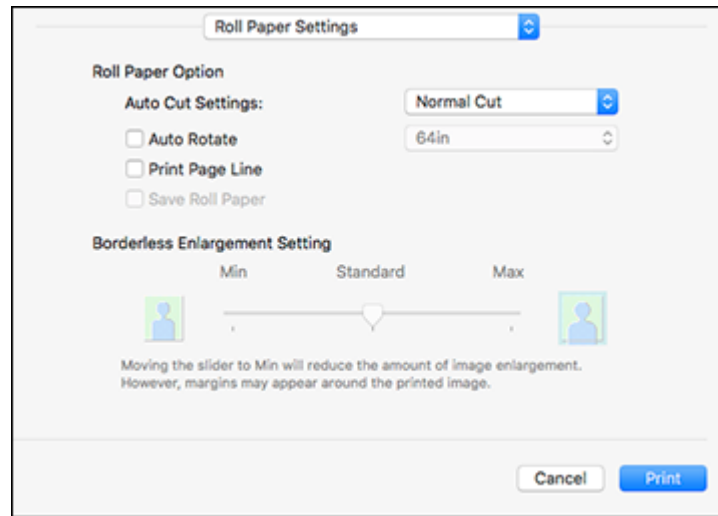 Roll Paper Settings
Roll Paper Option
Auto Cut Settings: Normal Cut
Auto Rotate 64in
Print Page Line
Save Roll Paper
Borderless Enlargement Setting
Min Standard Max
Moving the slider to Min will reduce the amount of image enlargement.
However, margins may appear around the printed image.
Cancel Print